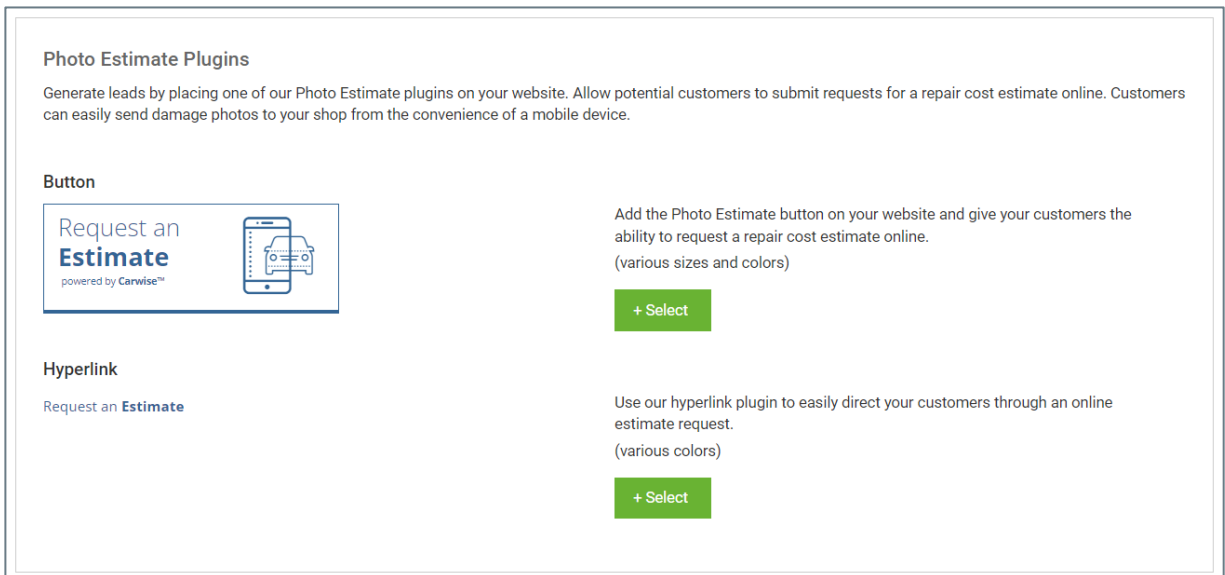 Photo Estimate Plugins
Generate leads by placing one of our Photo Estimate plugins on your website. Allow potential customers to submit requests for a repair cost estimate online. Customers
can easily send damage photos to your shop from the convenience of a mobile device.
Button
Request an
Estimate
powered by Carwise™
Add the Photo Estimate button on your website and give your customers the
ability to request a repair cost estimate online.
(various sizes and colors)
+ Select
Hyperlink
Request an Estimate
Use our hyperlink plugin to easily direct your customers through an online
estimate request.
(various colors)
+ Select